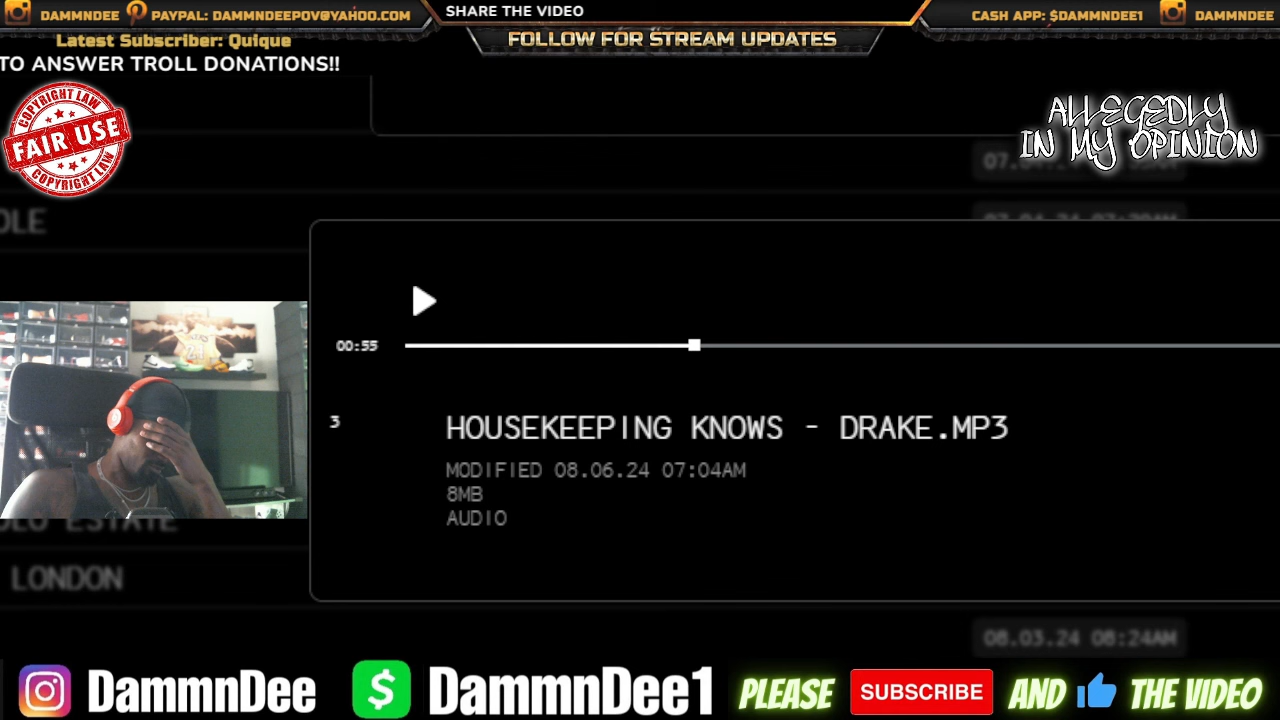 DAMMNDEE PAYPAL: DAMMNDEEPOV@YAHOO.COM
SHARE THE VIDEO
CASH APP: $DAMMNDEE1 DAMMNDEE
Latest Subscriber: Quique
FOLLOW FOR STREAM UPDATES
TO ANSWER TROLL DONATIONS!!
COPYRIGHT LAW
FAIR USE
COPYRIGHT LAW
ALLEGEDLY
IN MY OPINION
00:55
3
HOUSEKEEPING KNOWS - DRAKE.MP3
MODIFIED 08.06.24 07:04AM
8MB
AUDIO
ESTATE
LONDON
08.03.24 08:24AM
DammnDee
$
DammnDee1
PLEASE
SUBSCRIBE
AND
THE VIDEO